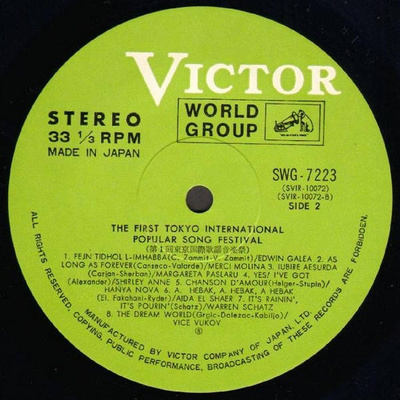 VICTOR
STEREO
33 1/3 RPM
MADE IN JAPAN
WORLD
GROUP
SWG-7223
(SVIR-10072)
(SVIR-10072-B)
SIDE 2
THE FIRST TOKYO INTERNATIONAL
POPULAR SONG FESTIVAL
(第1回東京国際歌謡音楽祭)
1. FEJN TIDHOL L-IMHABBA(C. Zammit-V. Zammit)/EDWIN GALEA 2. AS
LONG AS FOREVER(Canseco-Valarde)/MERCI MOLINA 3. IUBIRE AESURDA
(Carjan-Sherban)/MARGARETA PASLARU 4. YES! I'VE GOT
(Alexander)/SHIRLEY ANNE 5. CHANSON D'AMOUR(Helger-Stupin)/
HANYA NOVA 6. A. HEBAK, A. HEBAK, A HEBAK
(El. Fakahani-Ryder)/AIDA EL SHAER 7. IT'S RAININ',
IT'S POURIN'(Schatz)/WARREN SCHATZ
8. THE DREAM WORLD(Grgic-Dolezac-Kabiljo)/
VICE VUKOV
ALL RIGHTS RESERVED. UNAUTHORIZED COPYING, PUBLIC PERFORMANCE, BROADCASTING OF THESE RECORDS ARE FORBIDDEN.
MANUFACTURED BY VICTOR COMPANY OF JAPAN, LTD.